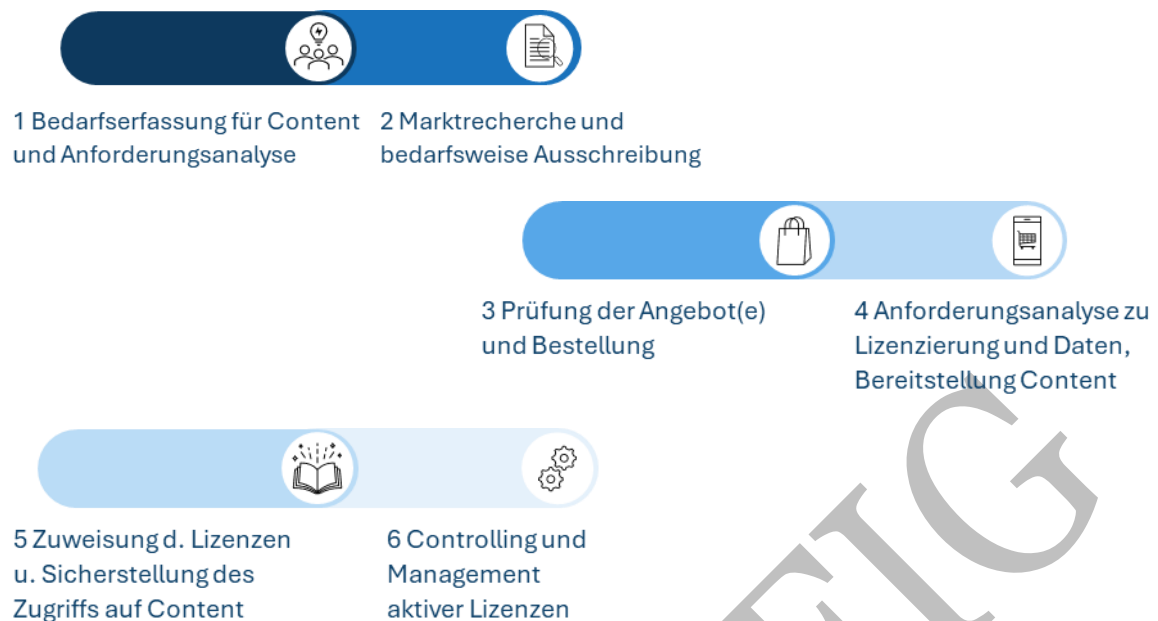 1 Bedarfserfassung für Content
und Anforderungsanalyse
2 Marktrecherche und
bedarfsweise Ausschreibung
3 Prüfung der Angebot(e)
und Bestellung
4 Anforderungsanalyse zu
Lizenzierung und Daten,
Bereitstellung Content
5 Zuweisung d. Lizenzen
u. Sicherstellung des
Zugriffs auf Content
6 Controlling und
Management
aktiver Lizenzen